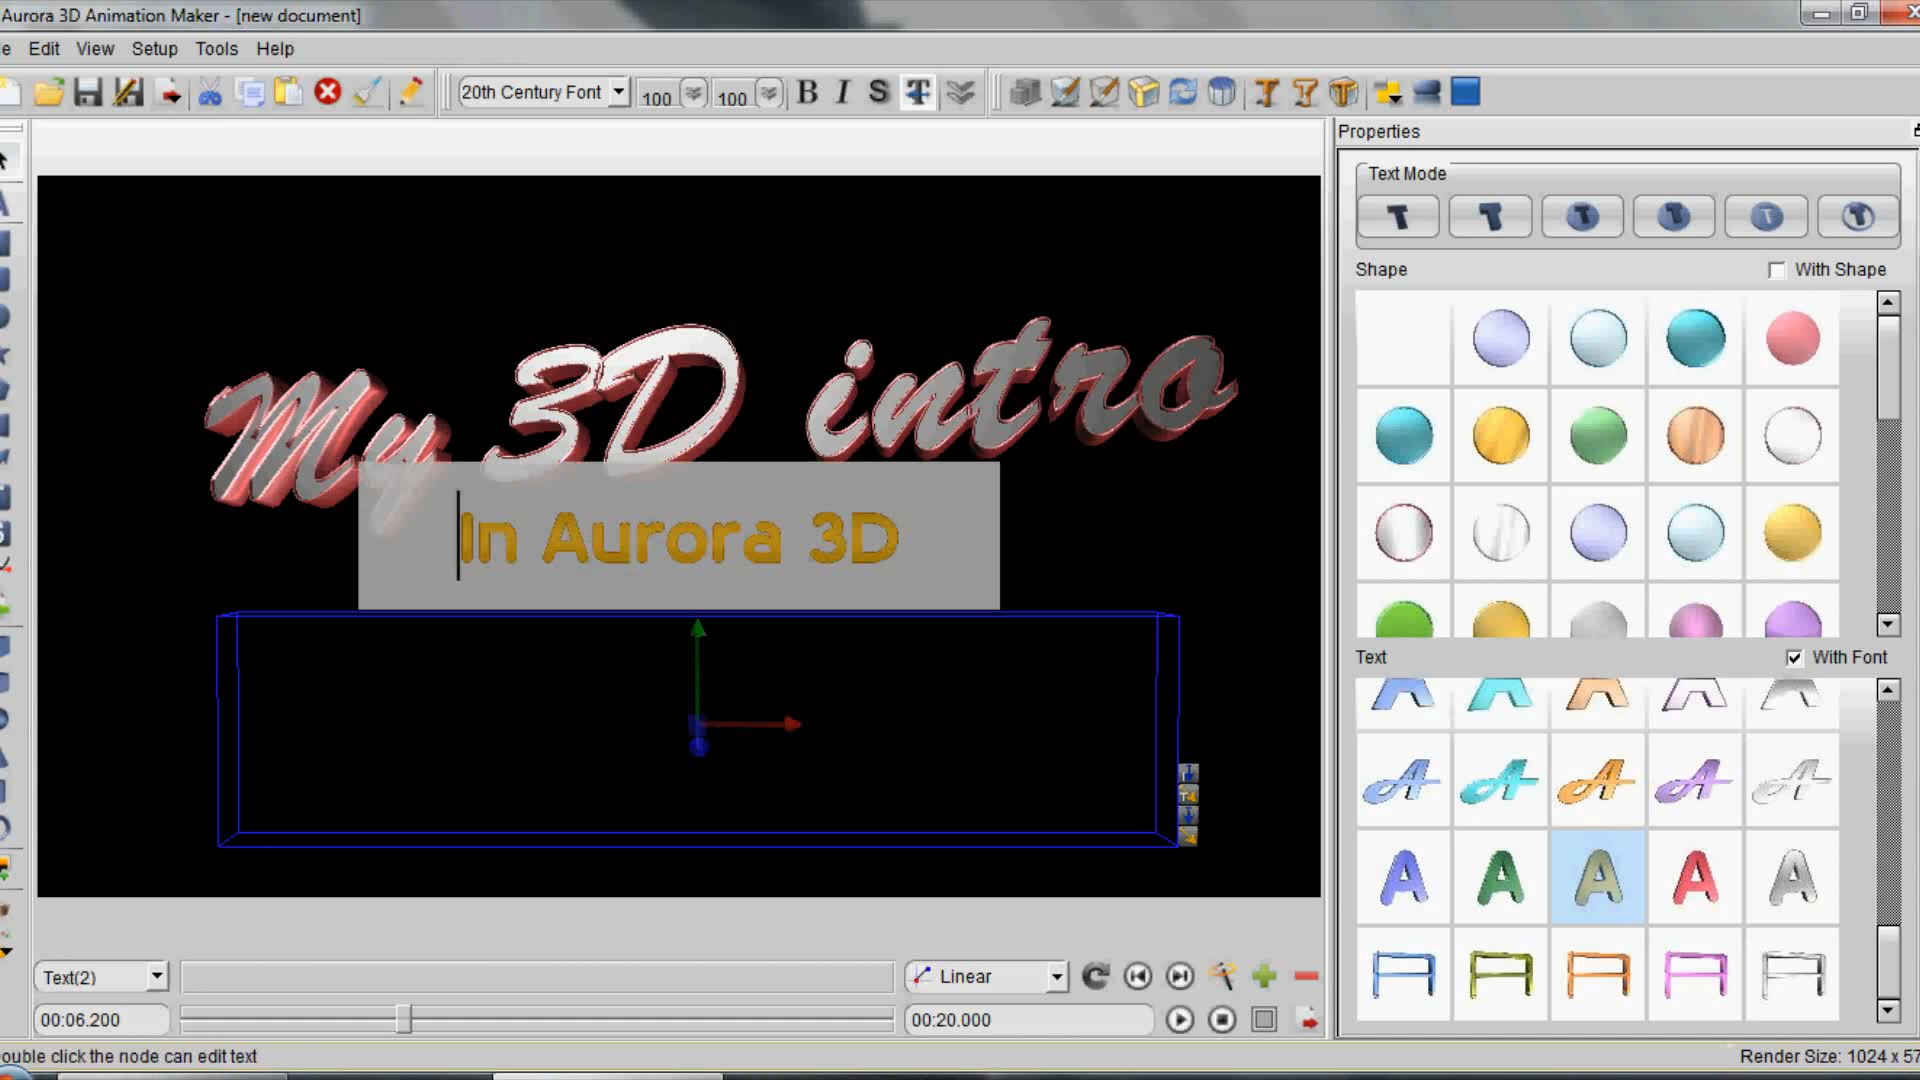 Aurora 3D Animation Maker - [new document]
e Edit View Setup Tools Help
20th Century Font 100 100 B I S T
Properties
Text Mode
Shape With Shape
My 3D intro
In Aurora 3D
Text With Font
Text(2) Linear
00:06.200 00:20.000
ouble click the node can edit text Render Size: 1024 x 57